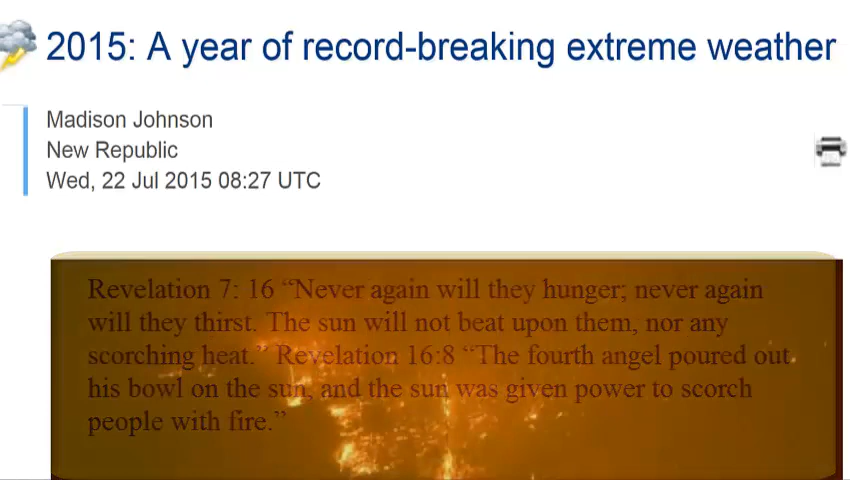 2015: A year of record-breaking extreme weather
Madison Johnson
New Republic
Wed, 22 Jul 2015 08:27 UTC
Revelation 7: 16 “Never again will they hunger; never again
will they thirst. The sun will not beat upon them, nor any
scorching heat.” Revelation 16:8 “The fourth angel poured out
his bowl on the sun, and the sun was given power to scorch
people with fire.”